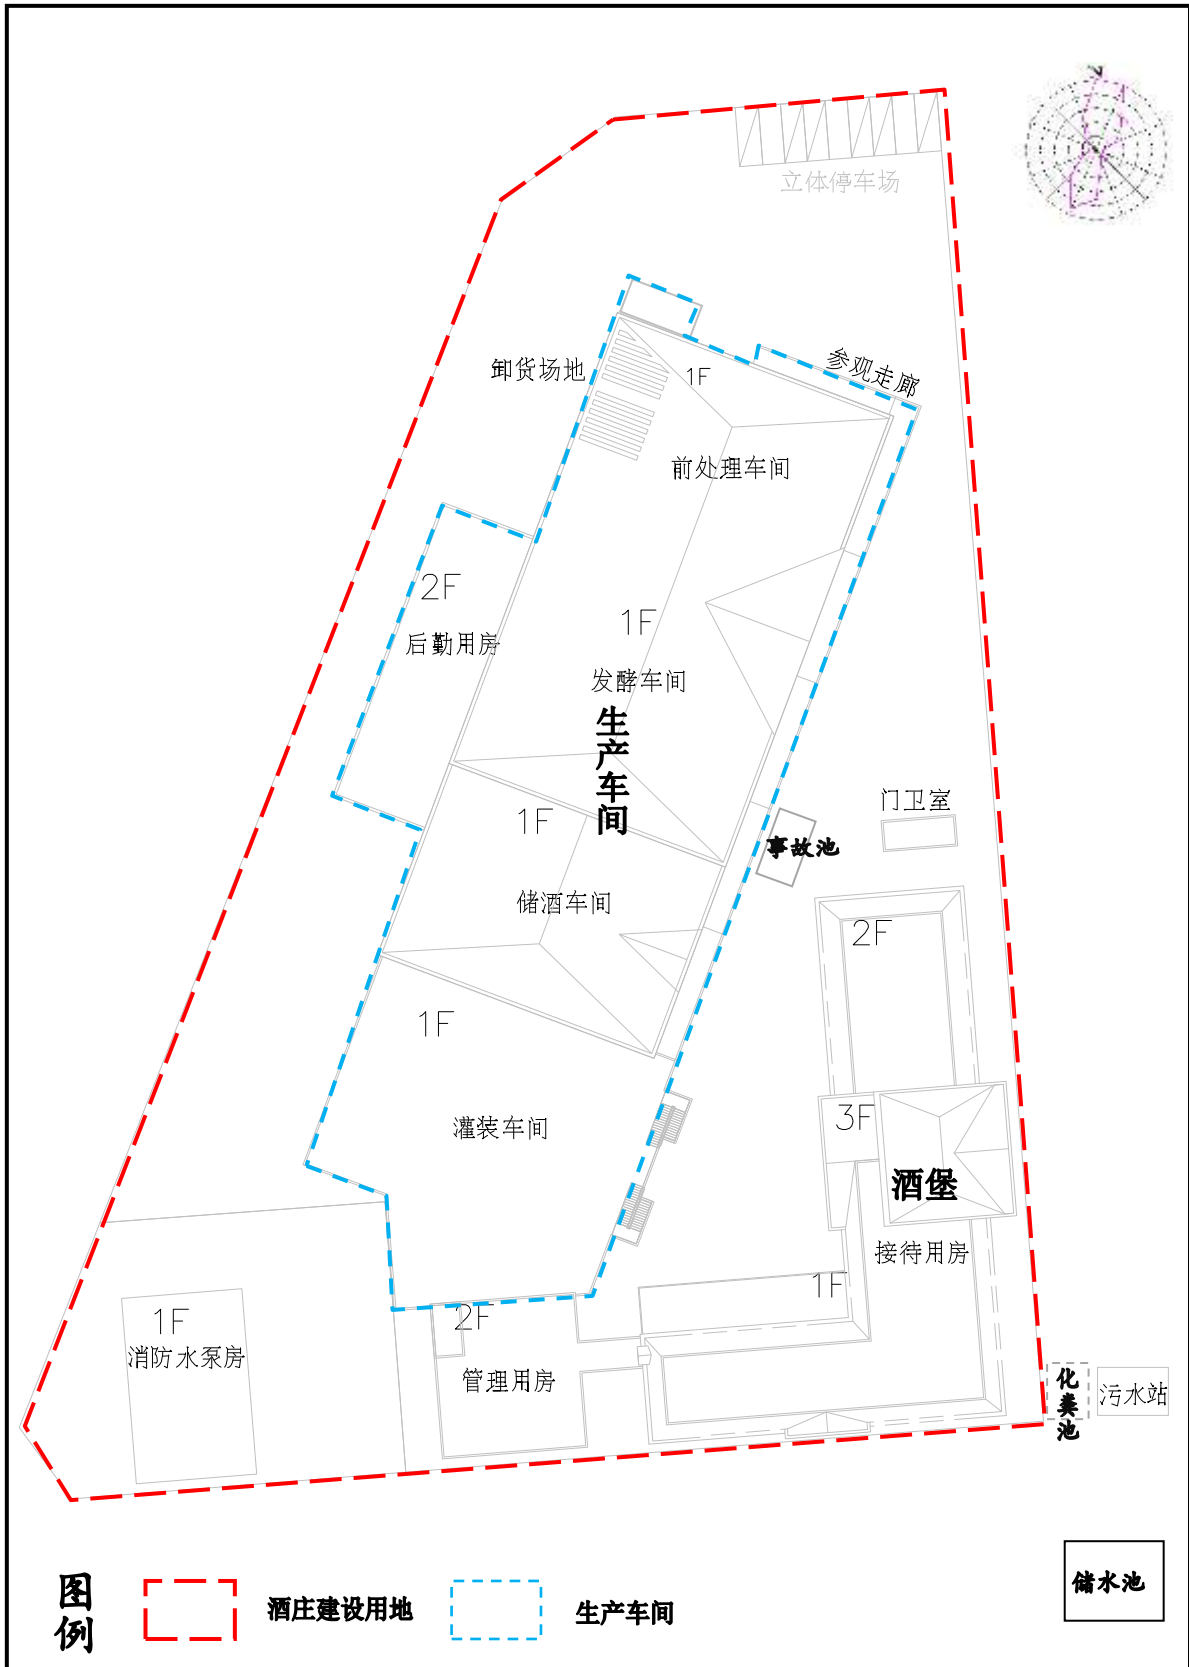 N
立体停车场
卸货场地
1F
参观走廊
前处理车间
2F
后勤用房
1F
发酵车间
生产车间
1F
门卫室
事故池
储酒车间
2F
1F
灌装车间
3F
酒堡
接待用房
1F
1F
消防水泵房
2F
管理用房
化粪池
污水站
图例
酒庄建设用地
生产车间
储水池